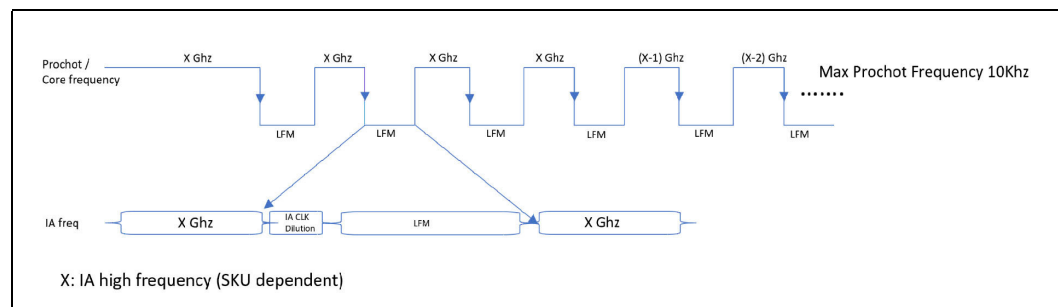 X Ghz X Ghz X Ghz X Ghz (X-1) Ghz (X-2) Ghz
Prochot /
Core frequency
Max Prochot Frequency 10Khz
.......
LFM LFM LFM LFM LFM LFM
IA freq
X Ghz
IA CLK
Dilution
LFM
X Ghz
X: IA high frequency (SKU dependent)